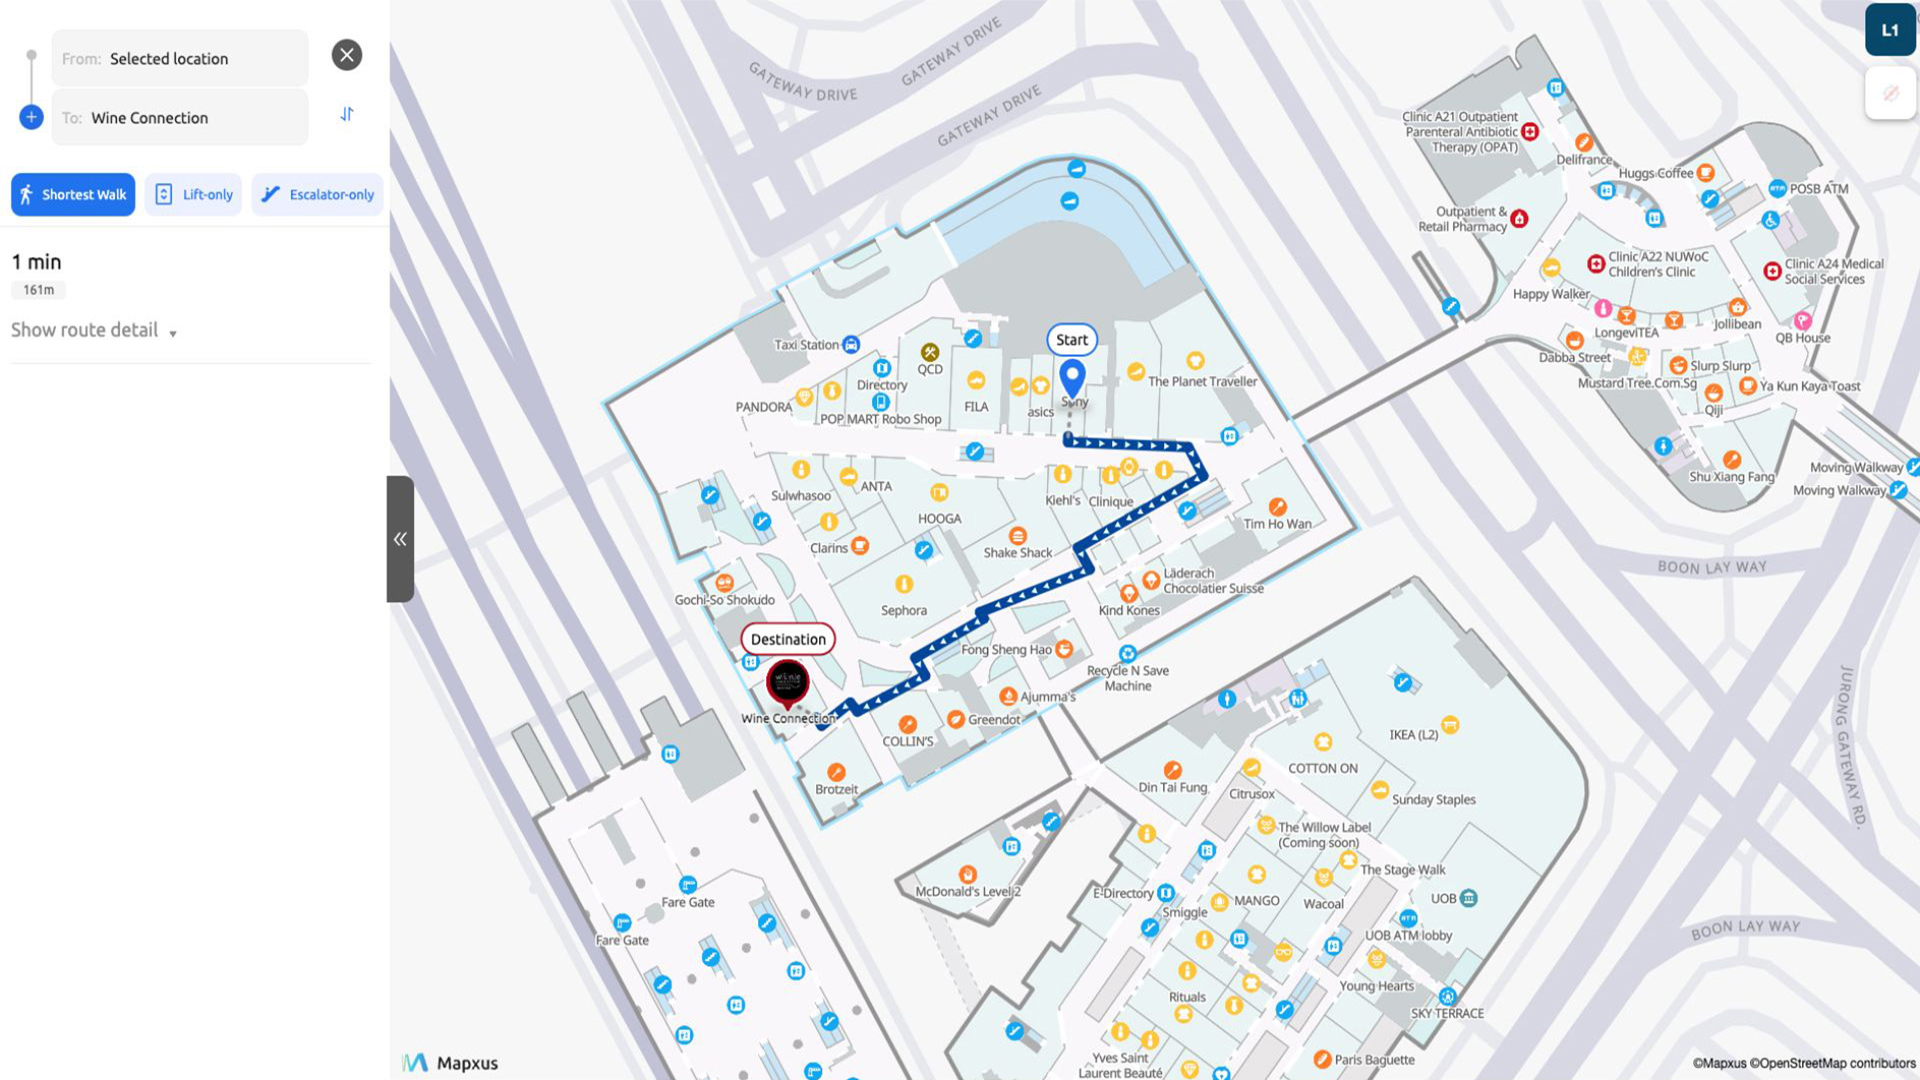 From: Selected location
To: Wine Connection
Shortest Walk
Lift-only
Escalator-only
1 min
161m
Show route detail
L1
GATEWAY DRIVE
GATEWAY DRIVE
GATEWAY DRIVE
Clinic A21 Outpatient
Parenteral Antibiotic
Therapy (OPAT)
Delifrance
Huggs Coffee
ATM
POSB ATM
Outpatient &
Retail Pharmacy
Clinic A22 NUWoC
Children's Clinic
Clinic A24 Medical
Social Services
Happy Walker
LongeviTEA
Jollibean
QB House
Dabba Street
Mustard Tree.Com.Sg
Slurp Slurp
Ya Kun Kaya Toast
Qiji
Shu Xiang Fang
Moving Walkway
Moving Walkway
Taxi Station
QCD
Directory
Start
The Planet Traveller
PANDORA
POP MART Robo Shop
FILA
asics
Sony
Sulwhasoo
ANTA
HOOGA
Kiehl's
Clinique
Tim Ho Wan
Clarins
Shake Shack
Läderach
Chocolatier Suisse
Kind Kones
Gochi-So Shokudo
Sephora
Destination
Fong Sheng Hao
Recycle N Save
Machine
Wine Connection
Ajumma's
Greendot
COLLIN'S
Brotzeit
BOON LAY WAY
JURONG GATEWAY RD.
IKEA (L2)
COTTON ON
Din Tai Fung
Citrusox
Sunday Staples
The Willow Label
(Coming soon)
The Stage Walk
McDonald's Level 2
E-Directory
Smiggle
MANGO
Wacoal
UOB
ATM
UOB ATM lobby
Fare Gate
Fare Gate
BOON LAY WAY
Young Hearts
Rituals
SKY TERRACE
Yves Saint
Laurent Beauté
Paris Baguette
Mapxus
©Mapxus ©OpenStreetMap contributors